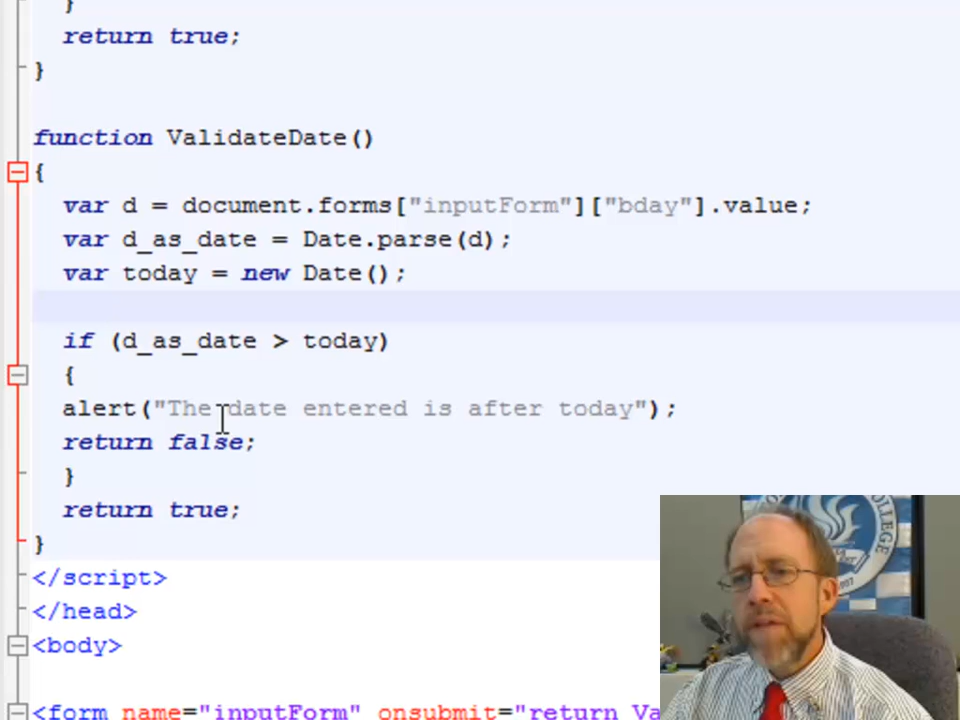 }
return true;
}
function ValidateDate()
{
var d = document.forms["inputForm"]["bday"].value;
var d_as_date = Date.parse(d);
var today = new Date();
if (d_as_date > today)
{
alert("The date entered is after today");
return false;
}
return true;
}
</script>
</head>
<body>
<form name="inputForm" onsubmit="return Va
COLLEGE